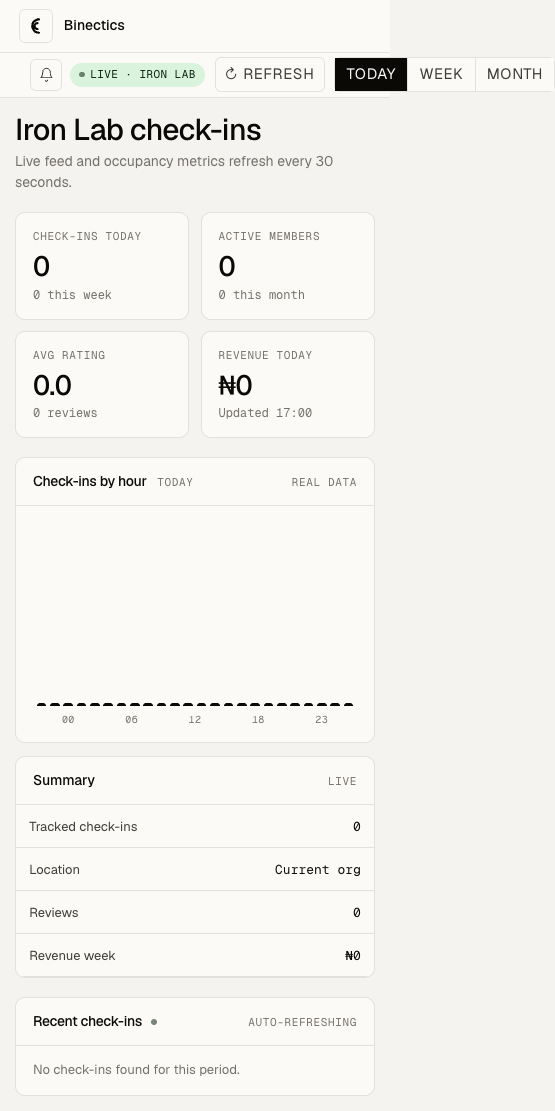 Binectics
LIVE · IRON LAB
↻ REFRESH
TODAY
WEEK
MONTH
Iron Lab check-ins
Live feed and occupancy metrics refresh every 30
seconds.
CHECK-INS TODAY
0
0 this week
ACTIVE MEMBERS
0
0 this month
AVG RATING
0.0
0 reviews
REVENUE TODAY
₦0
Updated 17:00
Check-ins by hour TODAY
REAL DATA
00 06 12 18 23
Summary
LIVE
Tracked check-ins 0
Location Current org
Reviews 0
Revenue week ₦0
Recent check-ins
AUTO-REFRESHING
No check-ins found for this period.